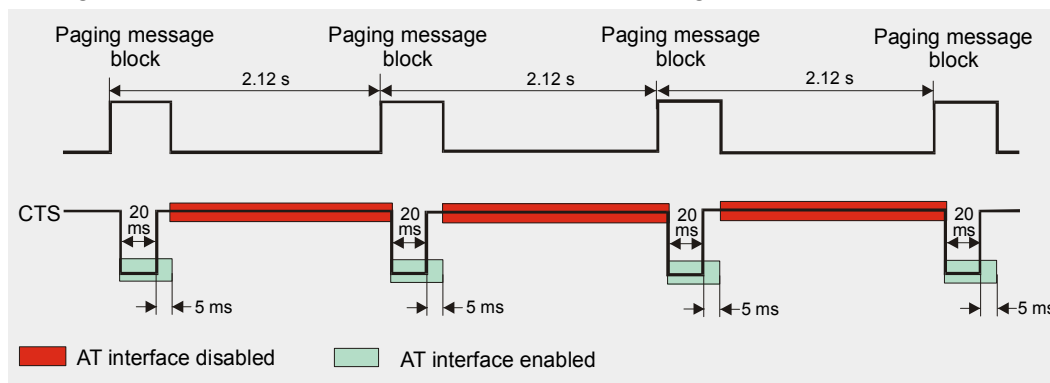 Paging message block
Paging message block
Paging message block
Paging message block
2.12 s
2.12 s
2.12 s
CTS
20 ms
20 ms
20 ms
20 ms
5 ms
5 ms
5 ms
5 ms
AT interface disabled
AT interface enabled